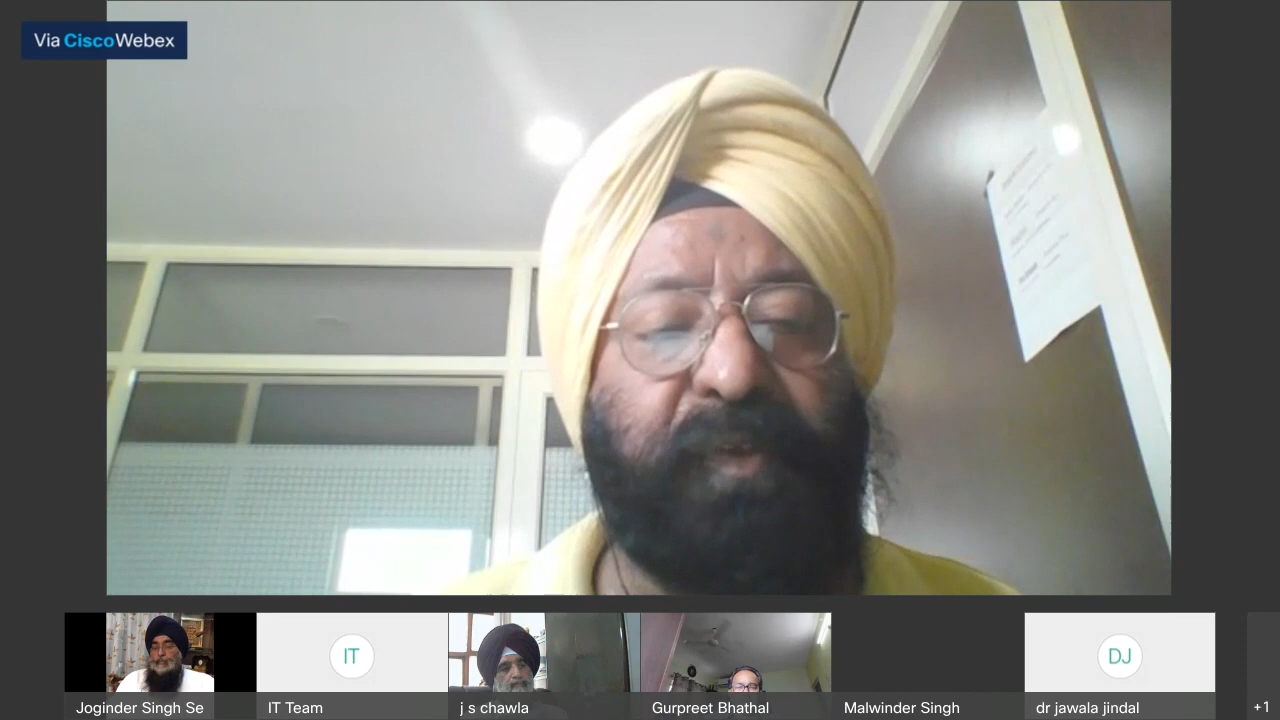 Via CiscoWebex
IT
DJ
Joginder Singh Se
IT Team
j s chawla
Gurpreet Bhathal
Malwinder Singh
dr jawala jindal
+1